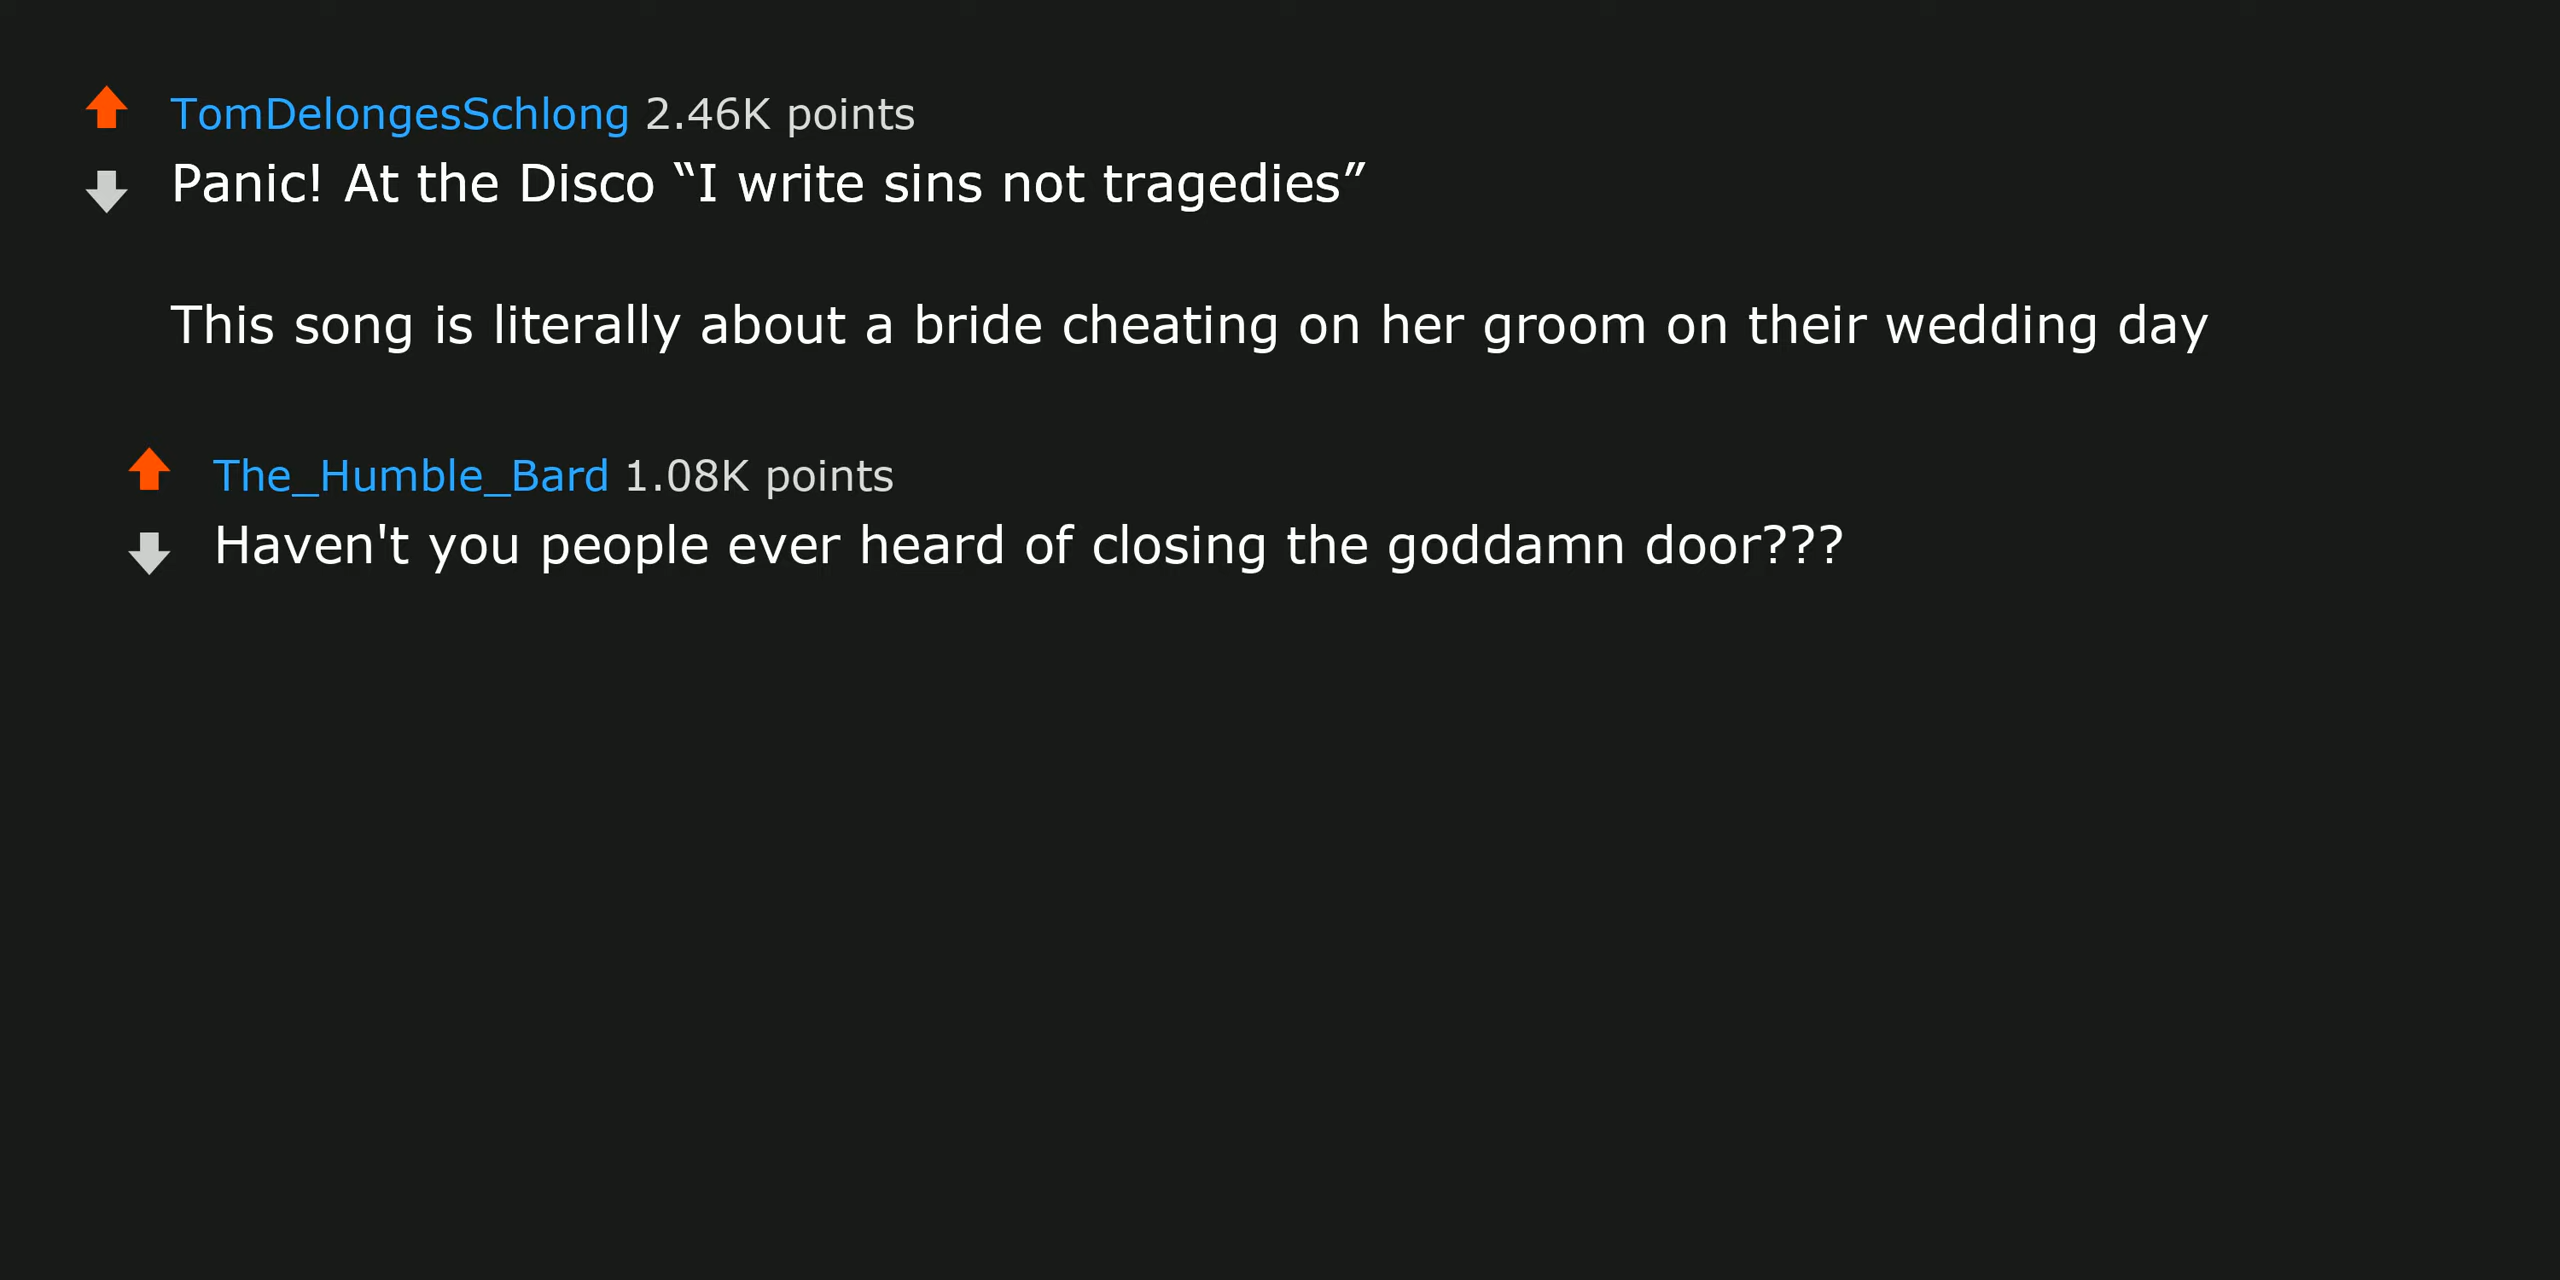 TomDelongesSchlong 2.46K points
Panic! At the Disco “I write sins not tragedies”
This song is literally about a bride cheating on her groom on their wedding day
The_Humble_Bard 1.08K points
Haven't you people ever heard of closing the goddamn door???